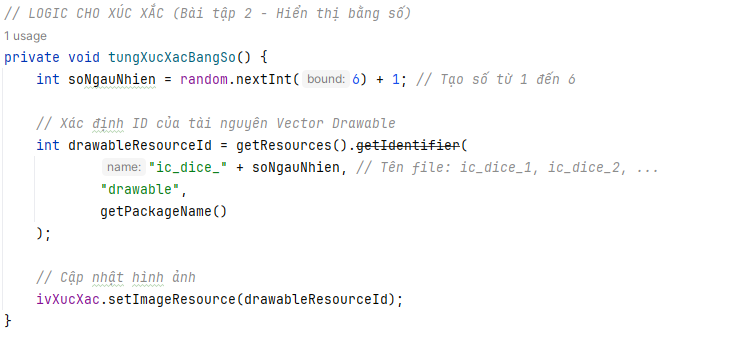 // LOGIC CHO XÚC XẮC (Bài tập 2 - Hiển thị bằng số)
1 usage
private void tungXucXacBangSo() {
    int soNgauNhien = random.nextInt( bound: 6) + 1; // Tạo số từ 1 đến 6
    // Xác định ID của tài nguyên Vector Drawable
    int drawableResourceId = getResources().getIdentifier(
            name: "ic_dice_" + soNgauNhien, // Tên file: ic_dice_1, ic_dice_2, ...
            "drawable",
            getPackageName()
    );
    // Cập nhật hình ảnh
    ivXucXac.setImageResource(drawableResourceId);
}